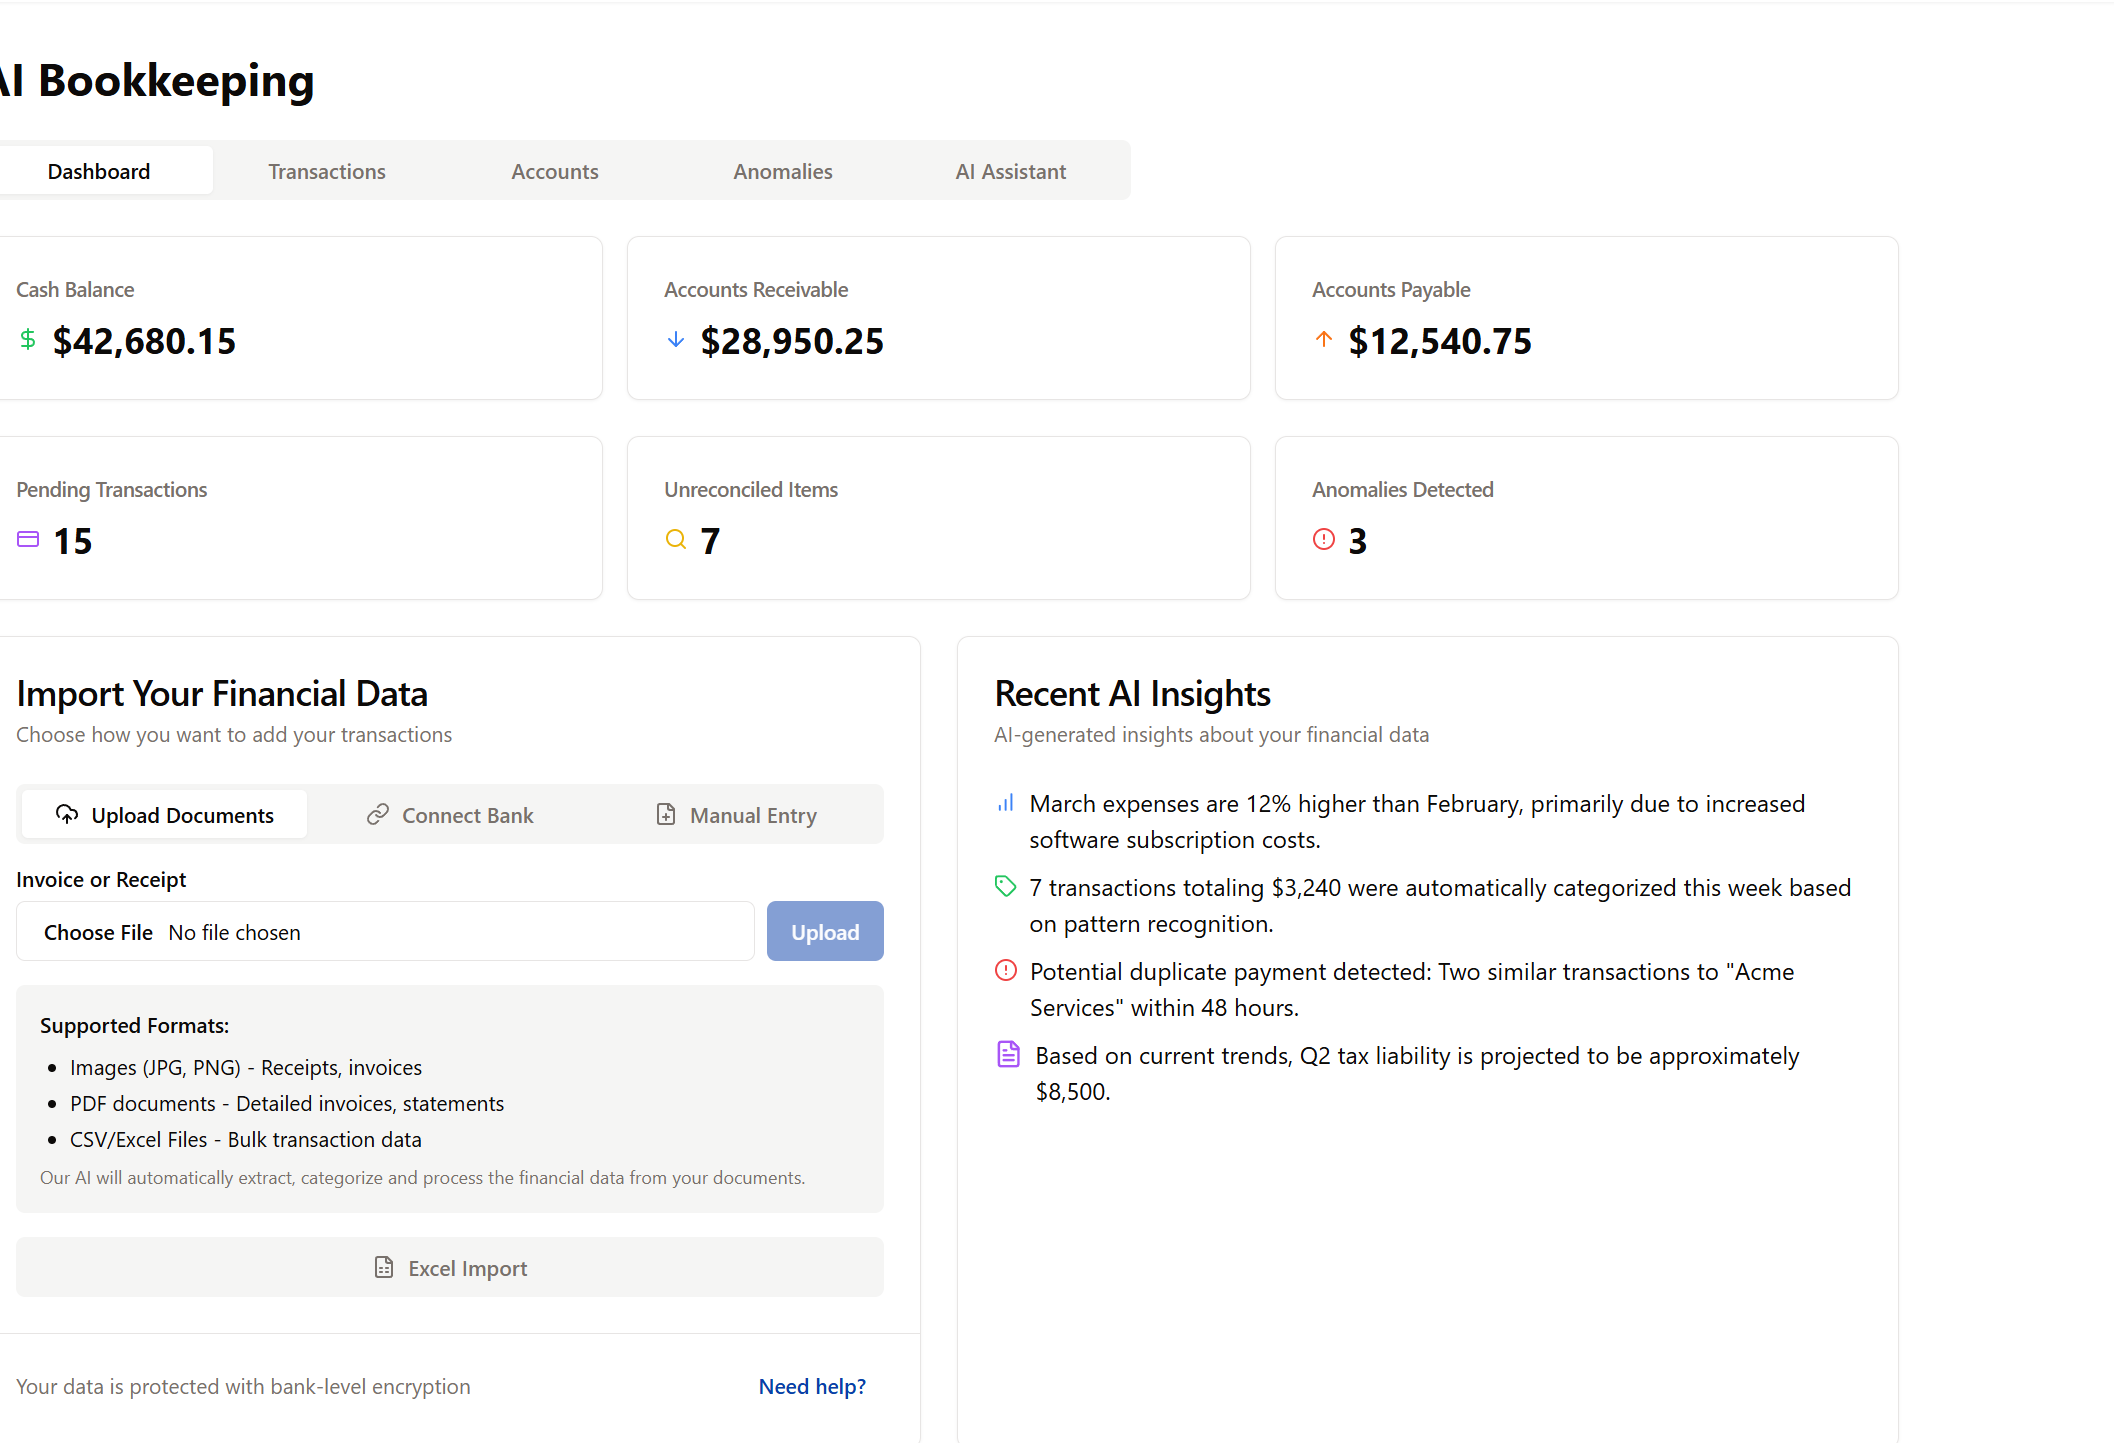 AI Bookkeeping
Dashboard
Transactions
Accounts
Anomalies
AI Assistant
Cash Balance
$42,680.15
Accounts Receivable
$28,950.25
Accounts Payable
$12,540.75
Pending Transactions
15
Unreconciled Items
7
Anomalies Detected
3
Import Your Financial Data
Choose how you want to add your transactions
Upload Documents
Connect Bank
Manual Entry
Invoice or Receipt
Choose File No file chosen
Upload
Supported Formats:
• Images (JPG, PNG) - Receipts, invoices
• PDF documents - Detailed invoices, statements
• CSV/Excel Files - Bulk transaction data
Our AI will automatically extract, categorize and process the financial data from your documents.
Excel Import
Your data is protected with bank-level encryption
Need help?
Recent AI Insights
AI-generated insights about your financial data
March expenses are 12% higher than February, primarily due to increased
software subscription costs.
7 transactions totaling $3,240 were automatically categorized this week based
on pattern recognition.
Potential duplicate payment detected: Two similar transactions to "Acme
Services" within 48 hours.
Based on current trends, Q2 tax liability is projected to be approximately
$8,500.